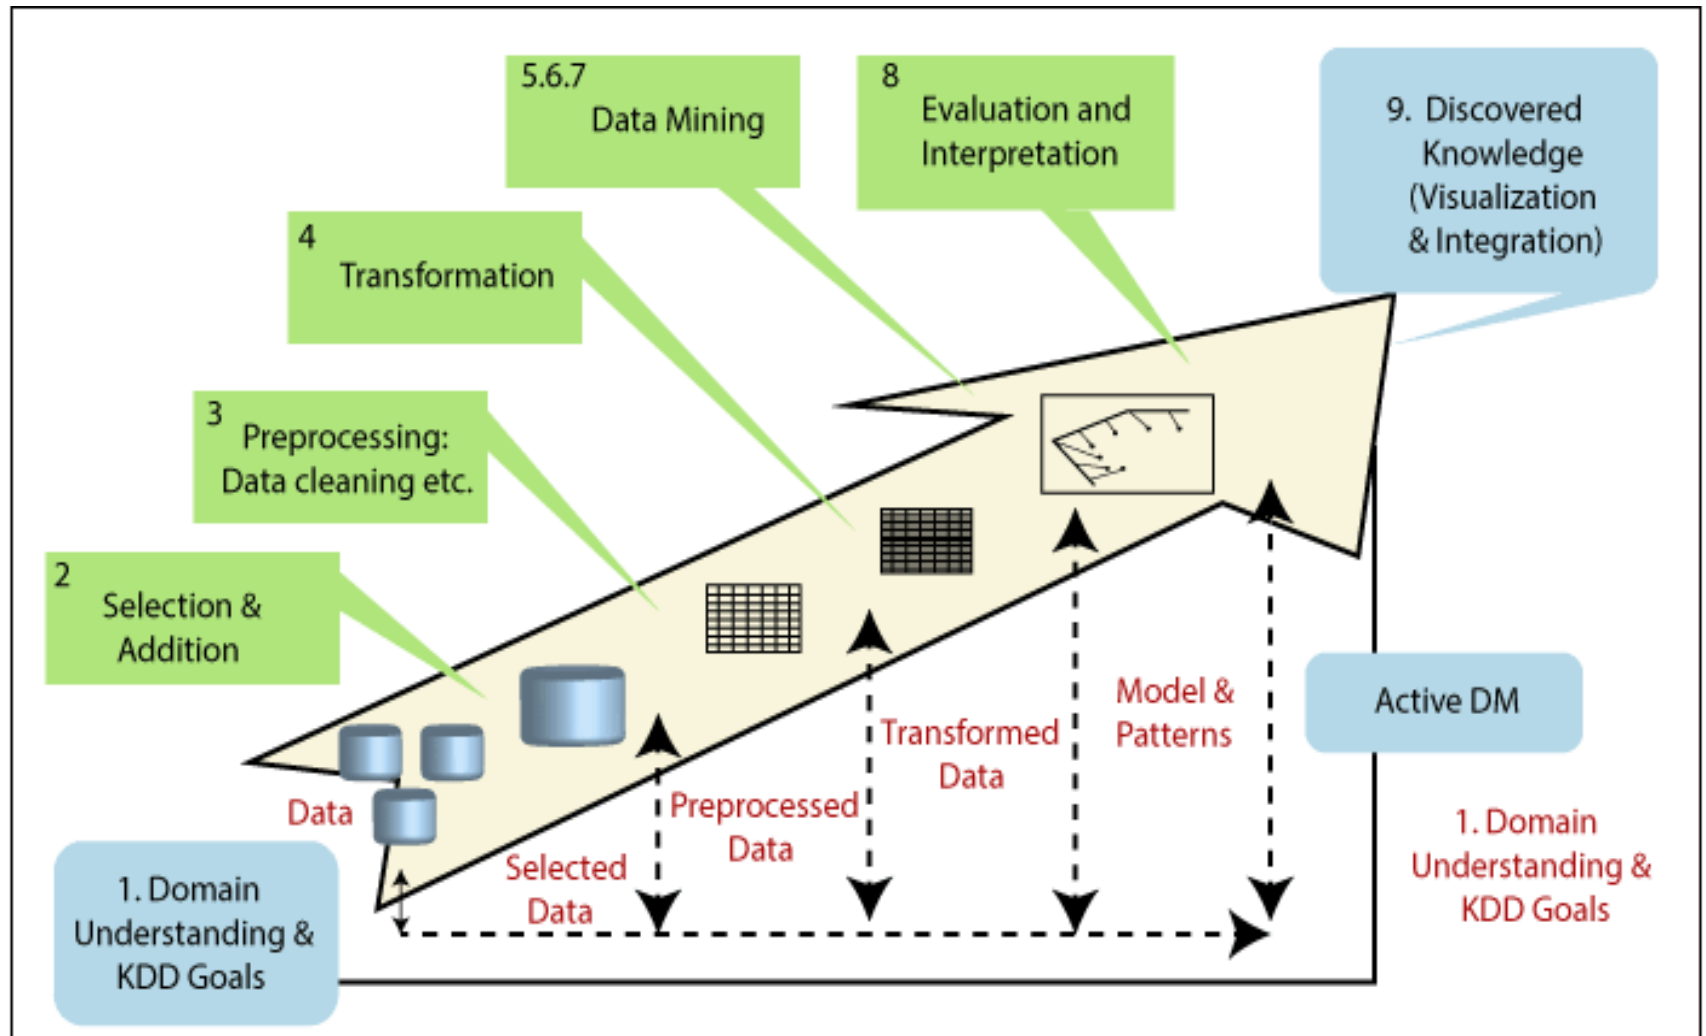 5.6.7
Data Mining
8
Evaluation and
Interpretation
9. Discovered
Knowledge
(Visualization
& Integration)
4
Transformation
3
Preprocessing:
Data cleaning etc.
2
Selection &
Addition
Data
1. Domain
Understanding &
KDD Goals
Selected
Data
Preprocessed
Data
Transformed
Data
Model &
Patterns
Active DM
1. Domain
Understanding &
KDD Goals